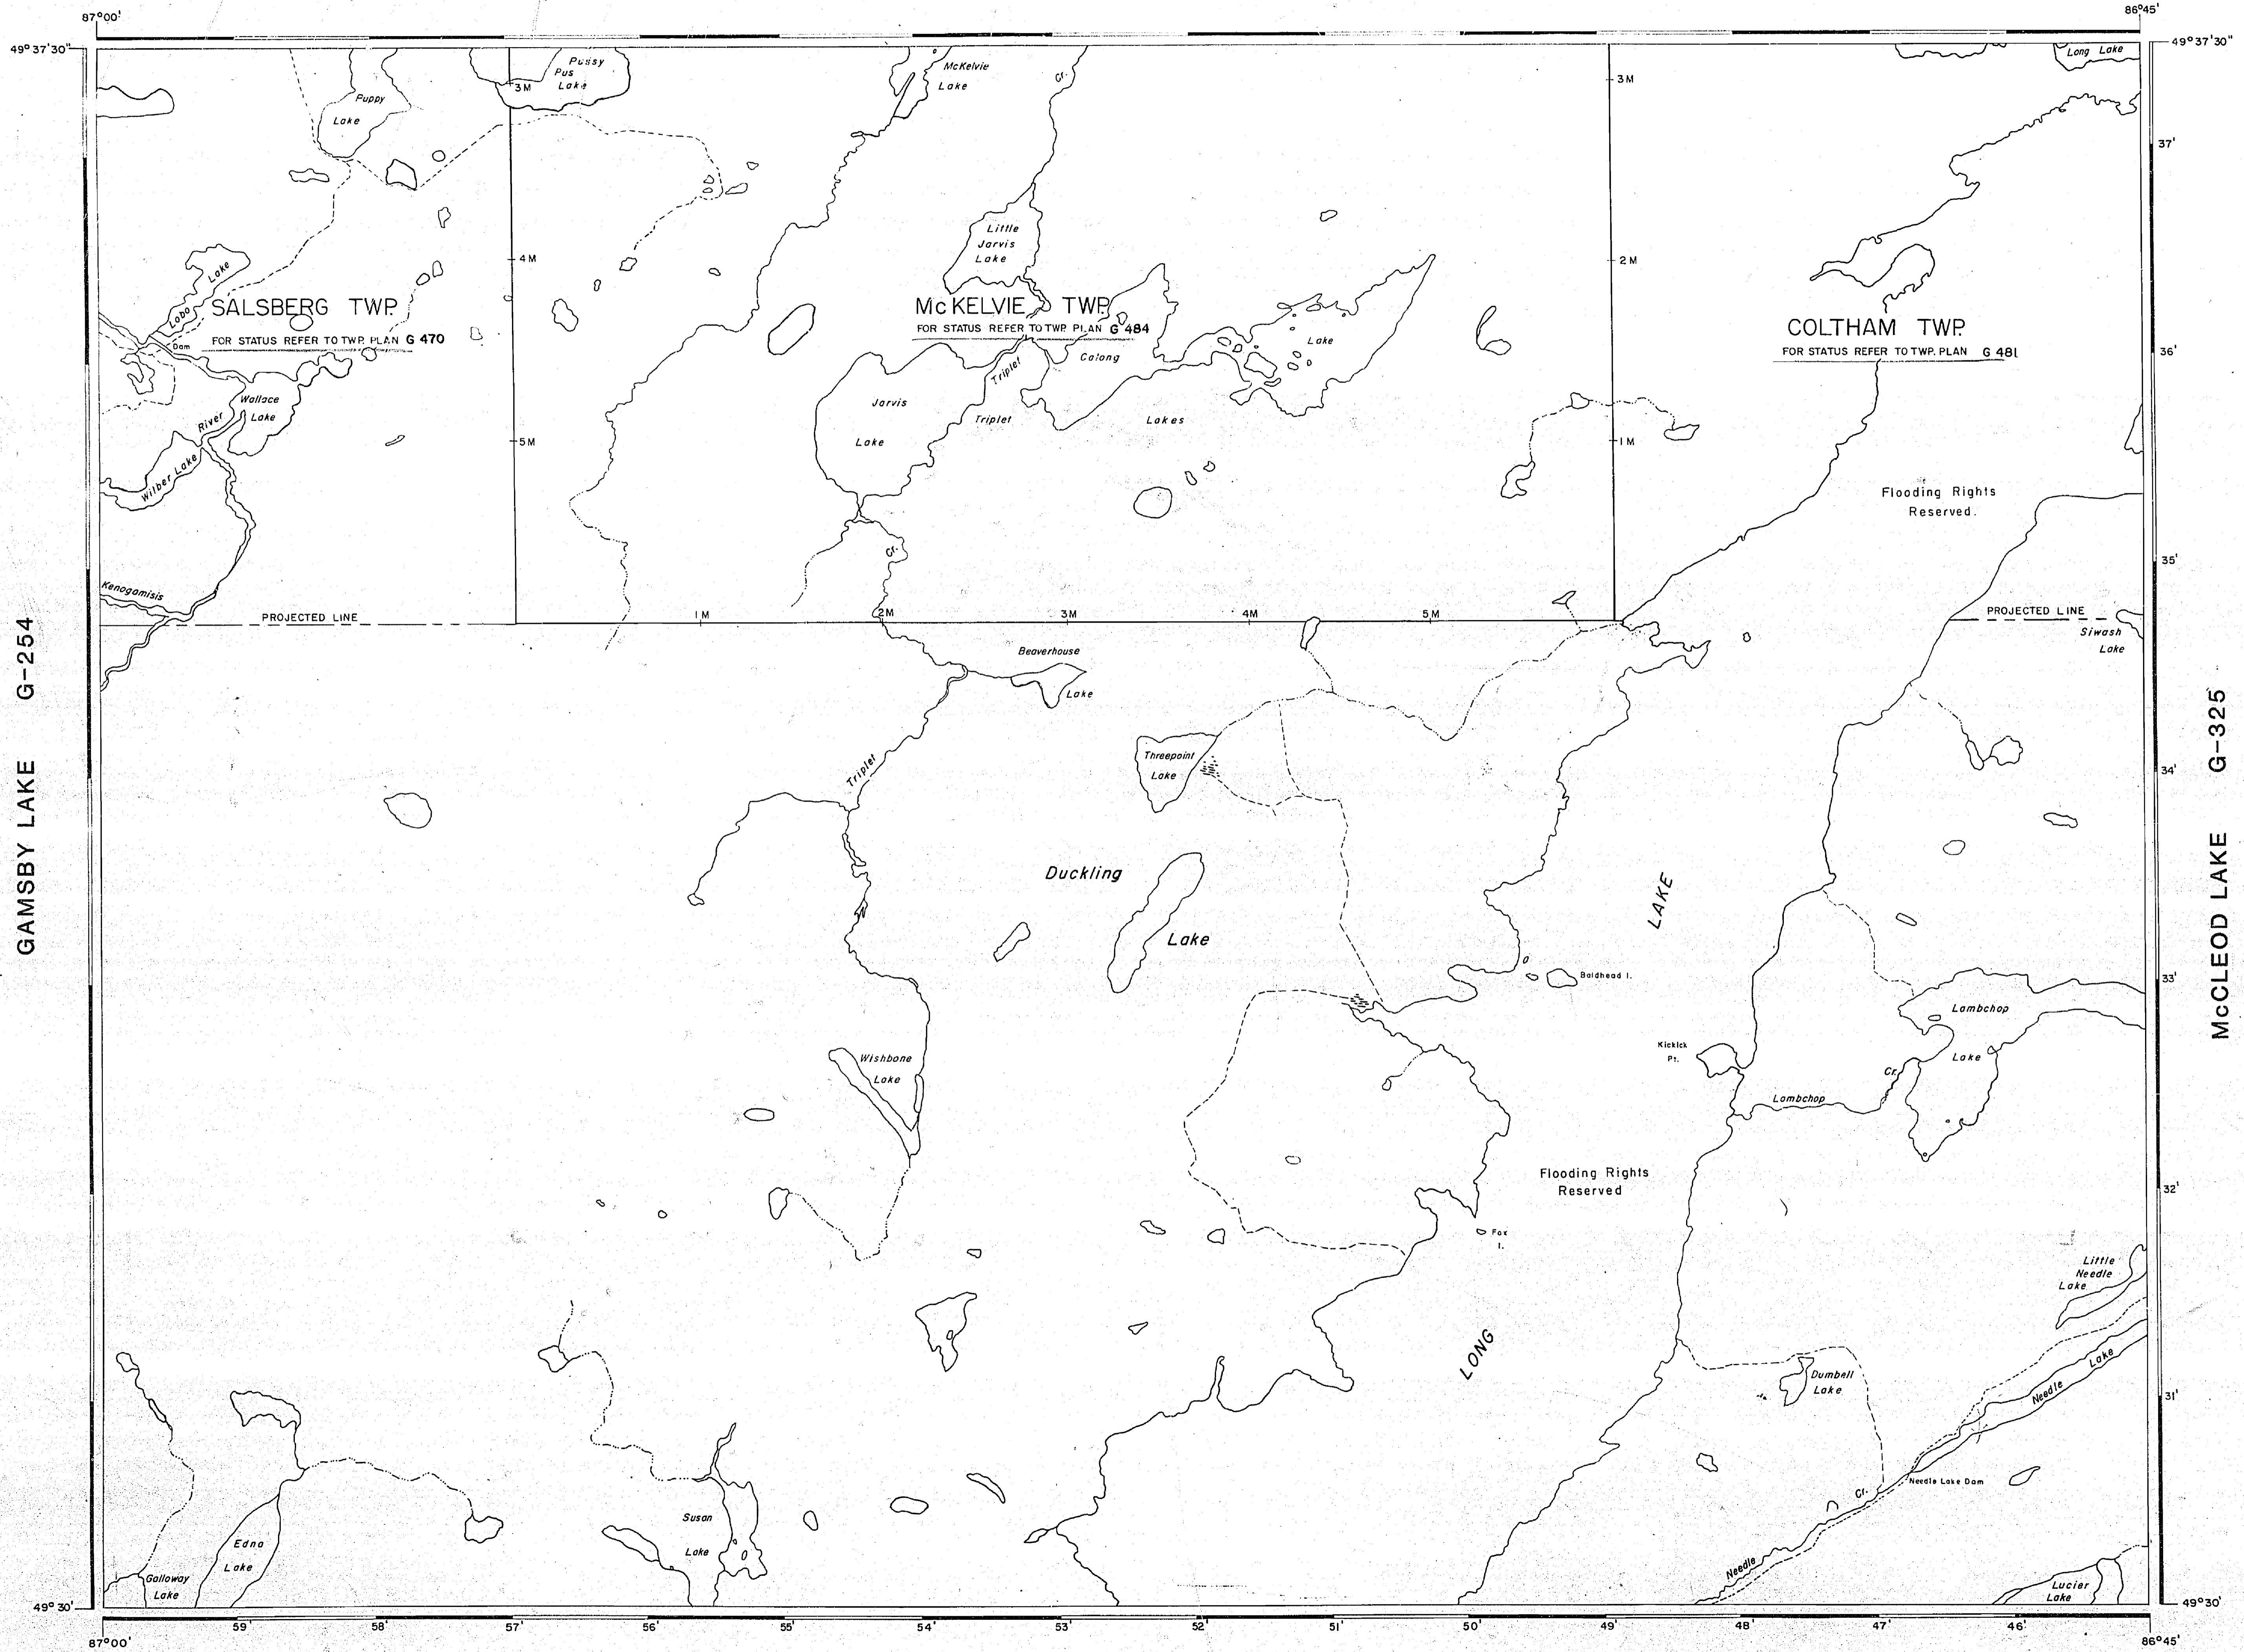 87°00'
86°45'
49°37'30"
49°37'30"
Pussy
Pus
Lake
3M
Puppy
Lake
McKelvie
Lake
Cr.
3M
Long Lake
37'
Little
Jarvis
Lake
4M
2M
Lobo Lake
SALSBERG TWP.
FOR STATUS REFER TO TWP. PLAN G 470
Dam
McKELVIE TWP.
FOR STATUS REFER TO TWP. PLAN G 484
COLTHAM TWP.
FOR STATUS REFER TO TWP. PLAN G 481
36'
Lake
Triplet
Calong
Wallace
Lake
River
Jarvis
Lake
Triplet
Lakes
5M
1M
Wilber Lake
Flooding Rights
Reserved.
Cr.
35'
Kenogamisis
PROJECTED LINE
1M
2M
3M
4M
5M
PROJECTED LINE
Siwash
Lake
Beaverhouse
Lake
GAMSBY LAKE G-254
McCLEOD LAKE G-325
Threepoint
Lake
Triplet
34'
Duckling
Lake
LAKE
Baldhead I.
33'
Lambchop
Lake
Kickick
Pt.
Cr.
Lambchop
Wishbone
Lake
Flooding Rights
Reserved
32'
Fox
I.
Little
Needle
Lake
LONG
Dumbell
Lake
Needle Lake
31'
Needle Lake Dam
Cr.
Needle
Susan
Lake
Edna
Lake
Galloway
Lake
Lucier
Lake
49°30'
49°30'
87°00'
59'
58'
57'
56'
55'
54'
53'
52'
51'
50'
49'
48'
47'
46'
86°45'